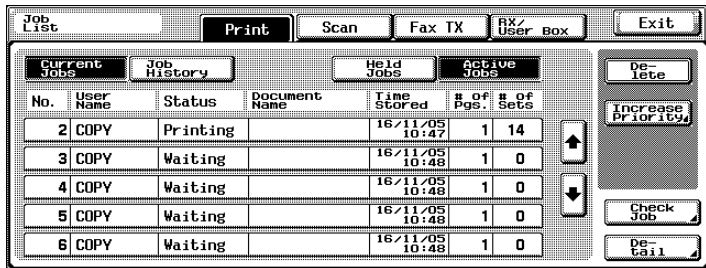 Job List
Print
Scan
Fax TX
RX/ User Box
Exit
Current Jobs
Job History
Held Jobs
Active Jobs
De- lete
No. User Name Status Document Name Time Stored # of Pgs. # of Sets
Increase Priority
2 COPY Printing 16/11/05 10:47 1 14
3 COPY Waiting 16/11/05 10:48 1 0
4 COPY Waiting 16/11/05 10:48 1 0
5 COPY Waiting 16/11/05 10:48 1 0
Check Job
6 COPY Waiting 16/11/05 10:48 1 0
De- tail